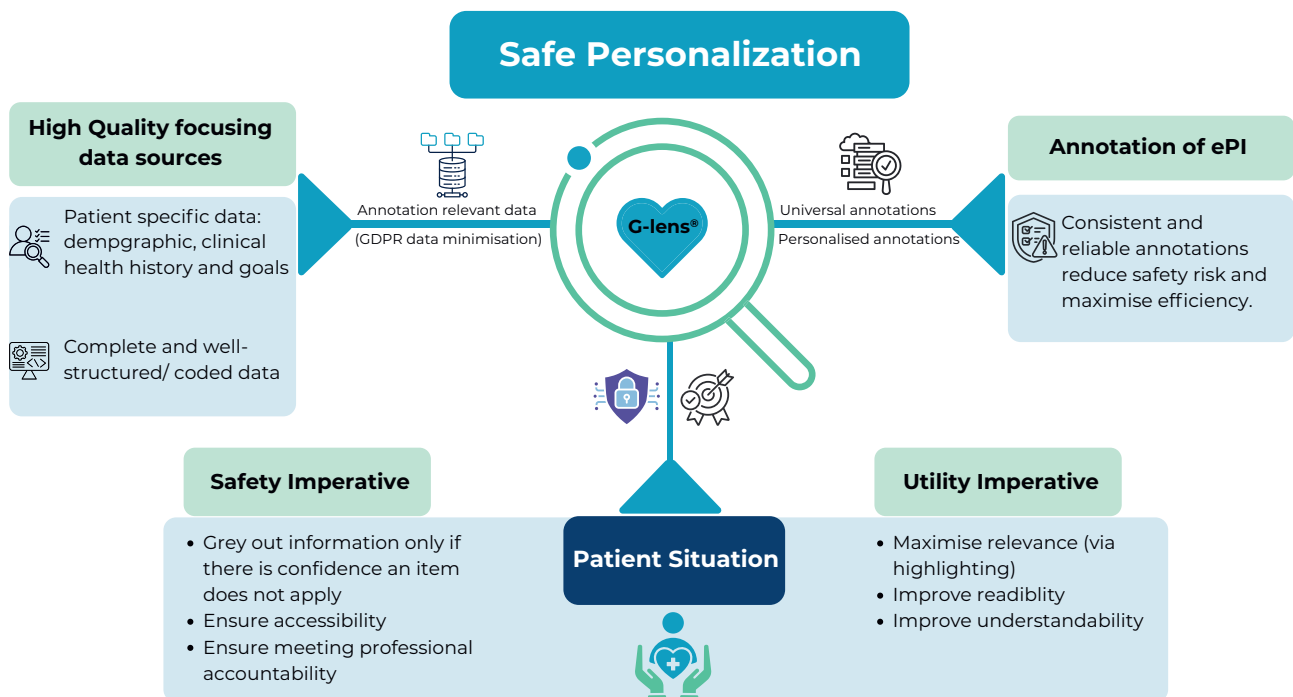 Safe Personalization
High Quality focusing
data sources
Patient specific data:
dempgraphic, clinical
health history and goals
Complete and well-
structured/ coded data
Annotation relevant data
(GDPR data minimisation)
G-lens®
Universal annotations
Personalised annotations
Annotation of ePI
Consistent and
reliable annotations
reduce safety risk and
maximise efficiency.
Safety Imperative
• Grey out information only if
there is confidence an item
does not apply
• Ensure accessibility
• Ensure meeting professional
accountability
Patient Situation
Utility Imperative
• Maximise relevance (via
highlighting)
• Improve readiblity
• Improve understandability